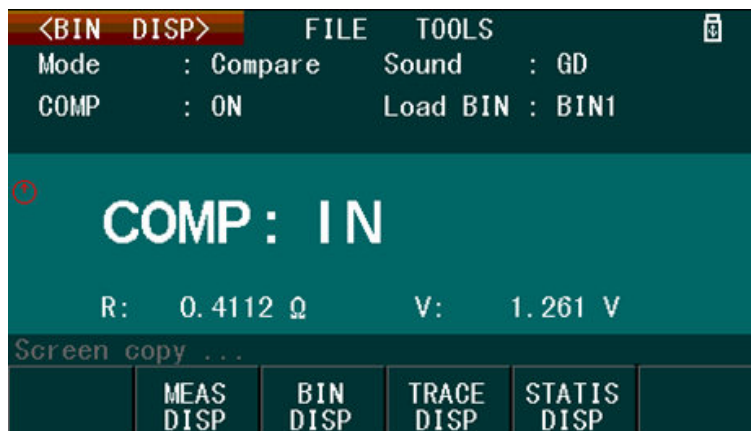 <BIN DISP> FILE TOOLS
Mode : Compare Sound : GD
COMP : ON Load BIN : BIN1
COMP: IN
R: 0.4112 Ω V: 1.261 V
Screen copy ...
MEAS DISP BIN DISP TRACE DISP STATIS DISP